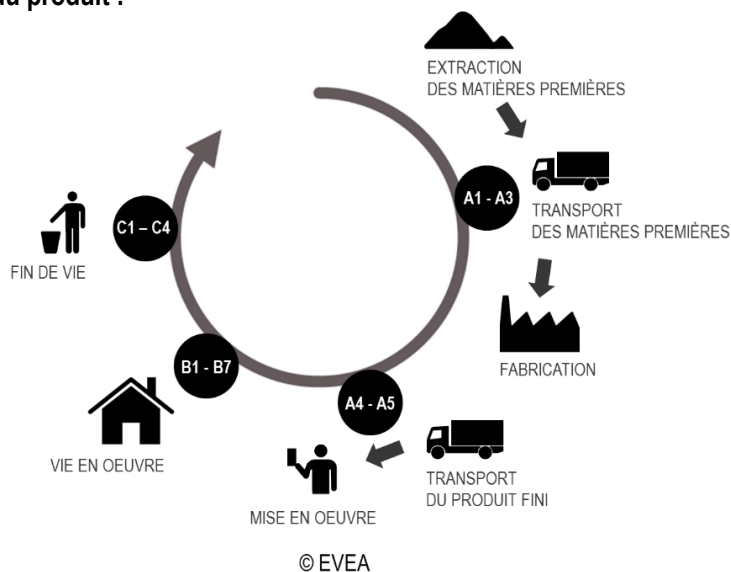 du produit :
EXTRACTION
DES MATIÈRES PREMIÈRES
A1 - A3
TRANSPORT
DES MATIÈRES PREMIÈRES
FABRICATION
A4 - A5
TRANSPORT
DU PRODUIT FINI
MISE EN OEUVRE
B1 - B7
VIE EN OEUVRE
C1 – C4
FIN DE VIE
© EVEA